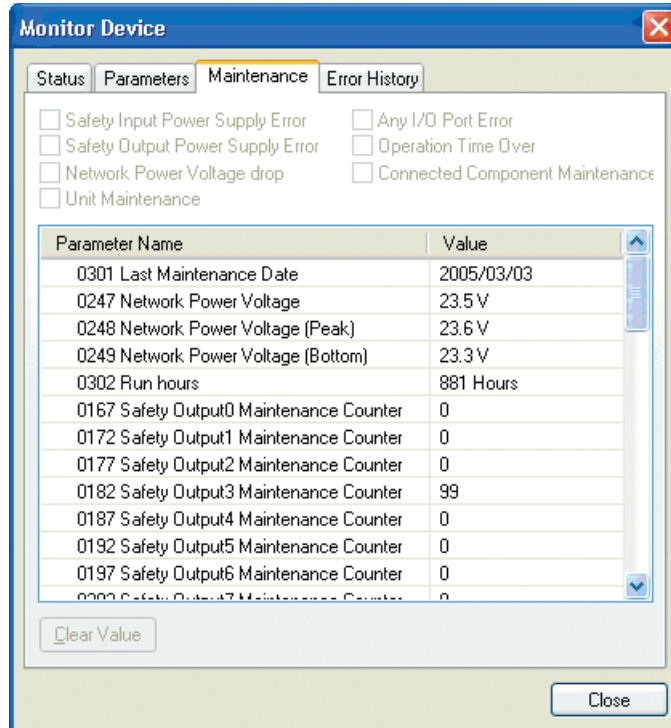 Monitor Device
Status Parameters Maintenance Error History
Safety Input Power Supply Error Any I/O Port Error
Safety Output Power Supply Error Operation Time Over
Network Power Voltage drop Connected Component Maintenance
Unit Maintenance
Parameter Name Value
0301 Last Maintenance Date 2005/03/03
0247 Network Power Voltage 23.5 V
0248 Network Power Voltage (Peak) 23.6 V
0249 Network Power Voltage (Bottom) 23.3 V
0302 Run hours 881 Hours
0167 Safety Output0 Maintenance Counter 0
0172 Safety Output1 Maintenance Counter 0
0177 Safety Output2 Maintenance Counter 0
0182 Safety Output3 Maintenance Counter 99
0187 Safety Output4 Maintenance Counter 0
0192 Safety Output5 Maintenance Counter 0
0197 Safety Output6 Maintenance Counter 0
Safety Output7 Maintenance Counter 0
Clear Value
Close